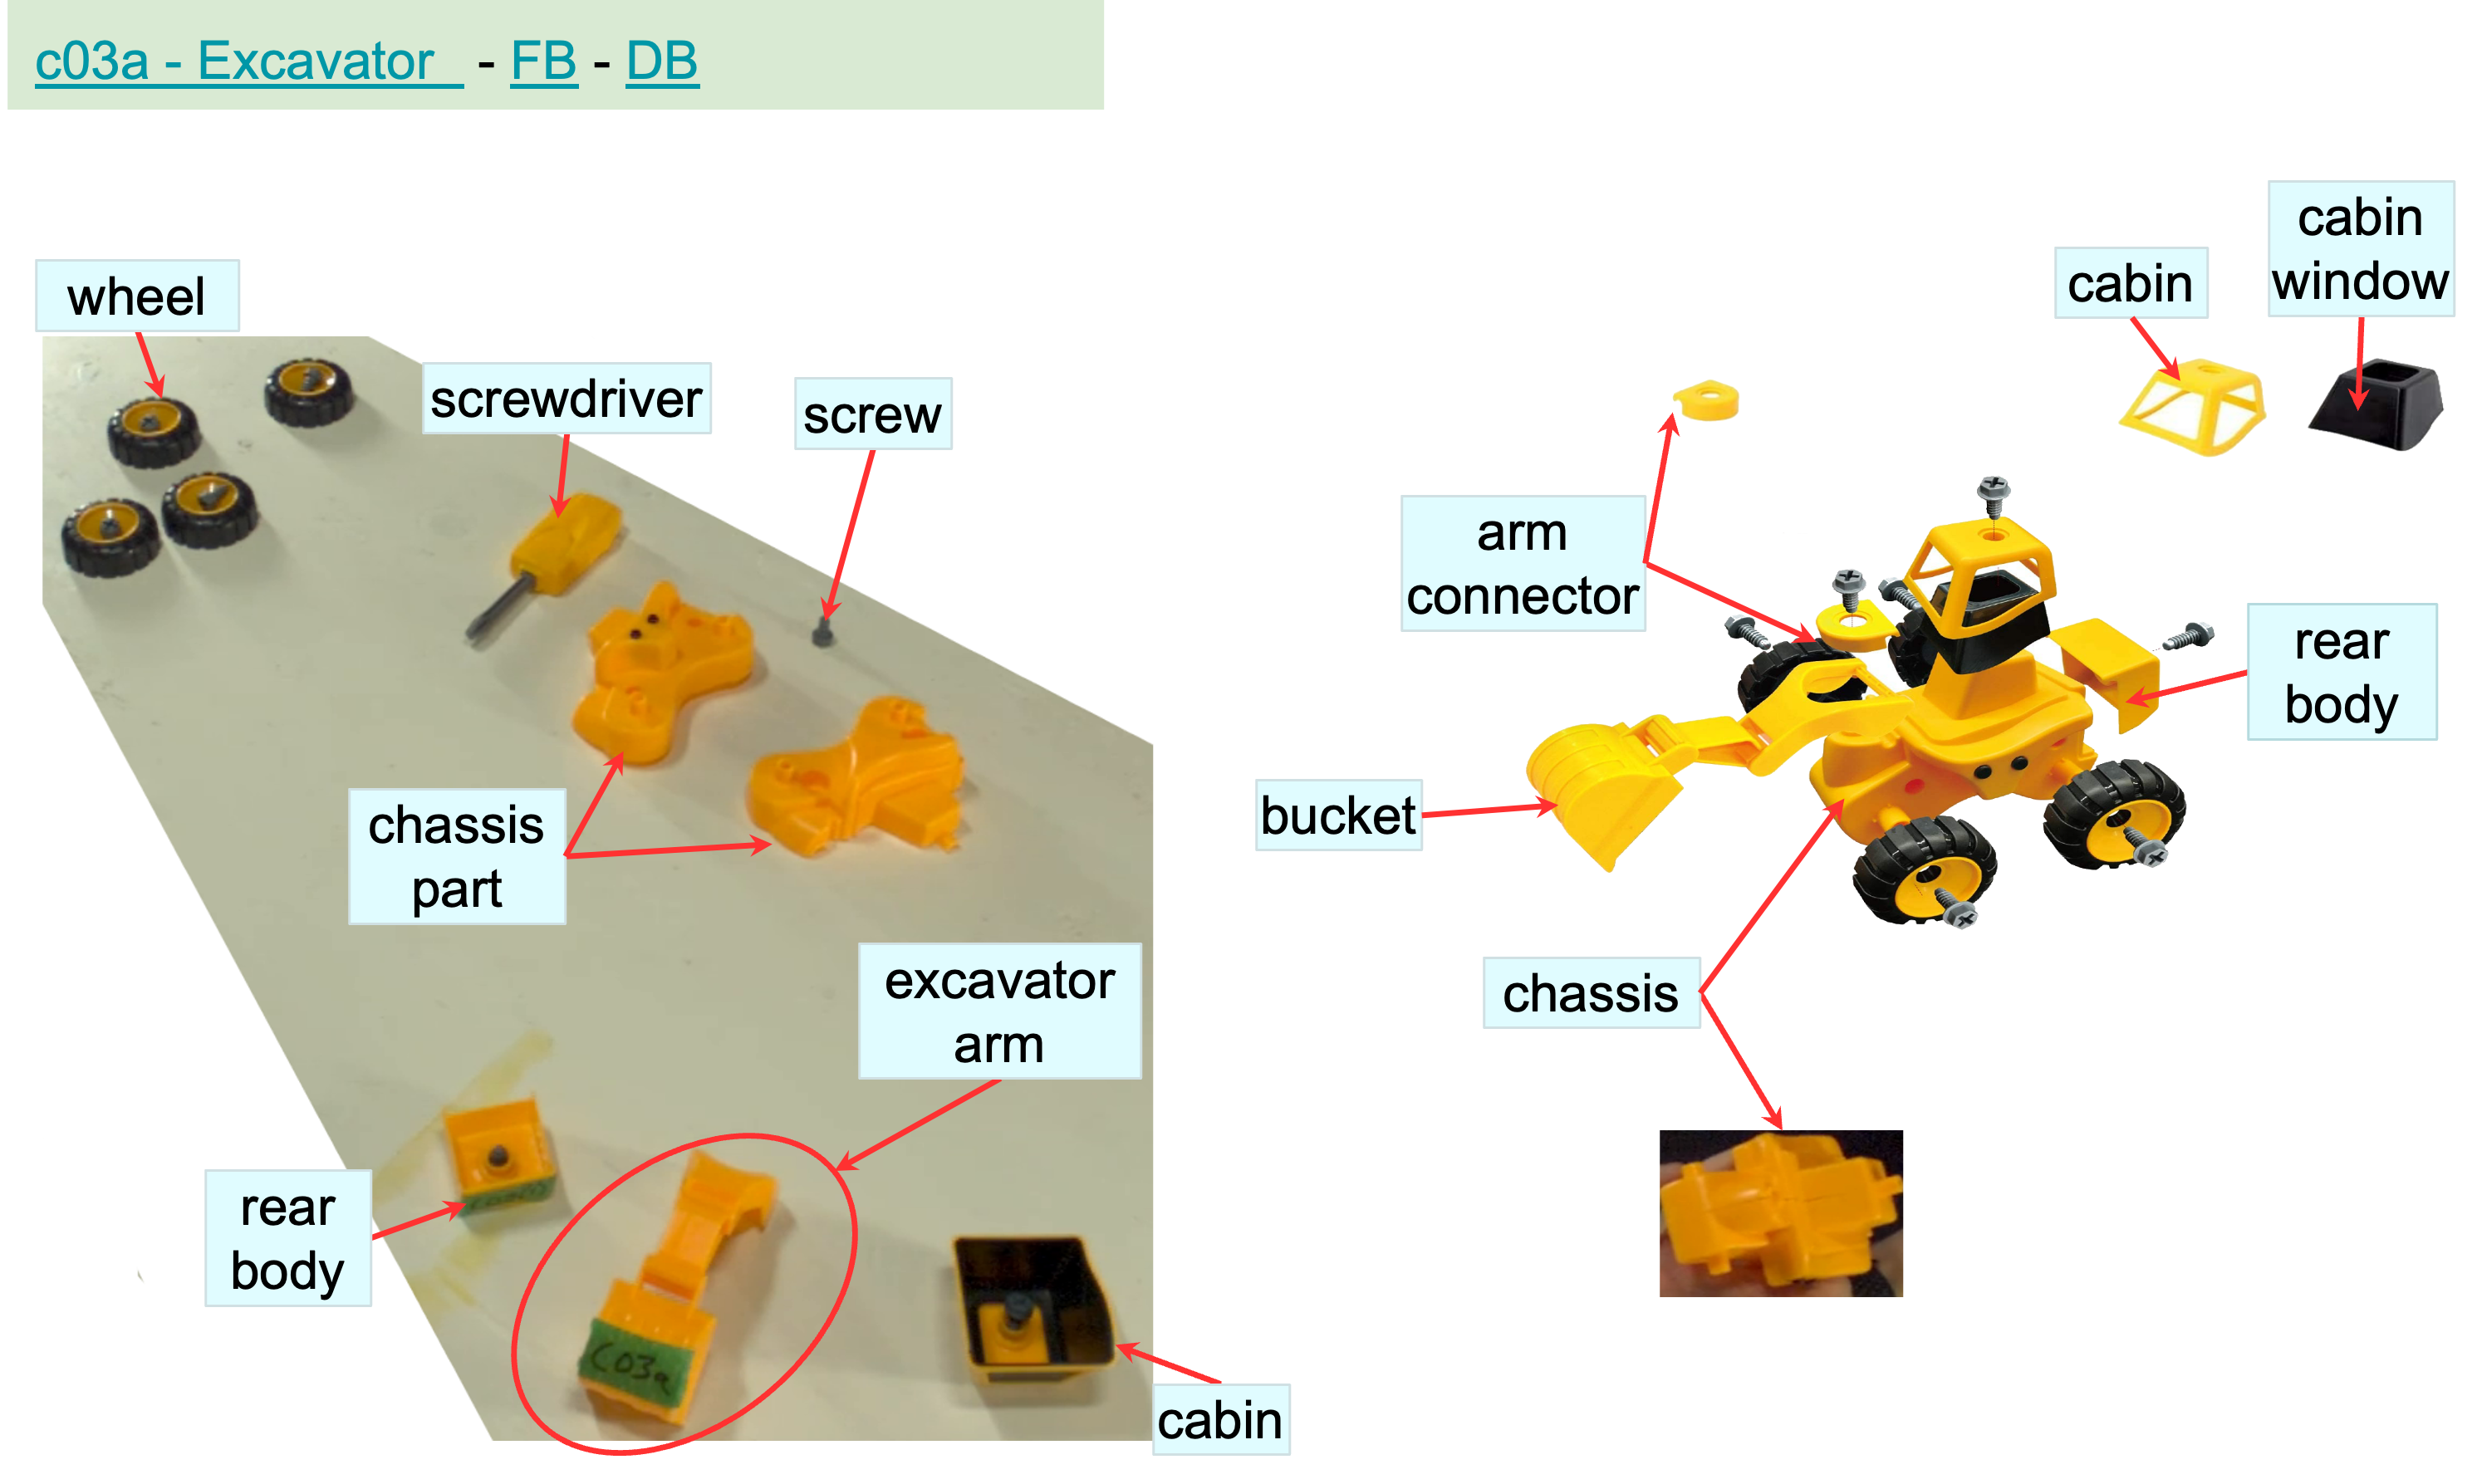 c03a - Excavator - FB - DB
cabin
window
cabin
wheel
screwdriver
screw
arm
connector
rear
body
bucket
chassis
part
excavator
arm
chassis
rear
body
C03a
cabin